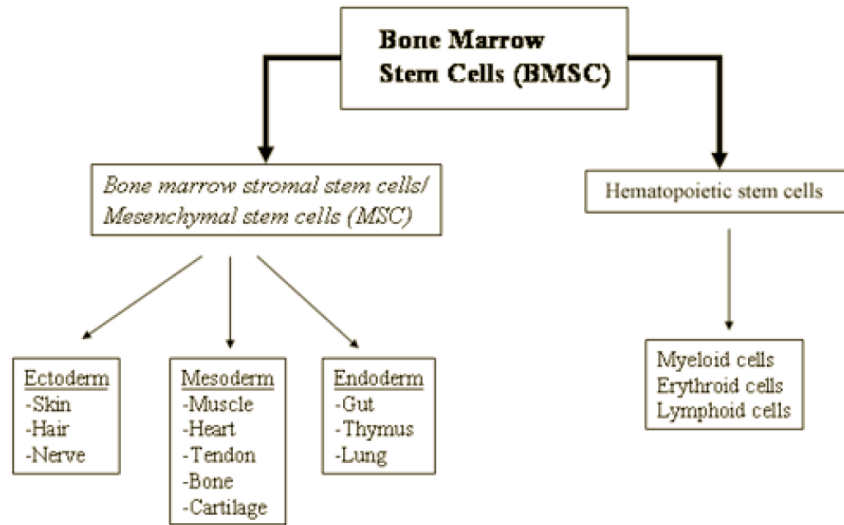 Bone Marrow
Stem Cells (BMSC)
Bone marrow stromal stem cells/
Mesenchymal stem cells (MSC)
Hematopoietic stem cells
Ectoderm
-Skin
-Hair
-Nerve
Mesoderm
-Muscle
-Heart
-Tendon
-Bone
-Cartilage
Endoderm
-Gut
-Thymus
-Lung
Myeloid cells
Erythroid cells
Lymphoid cells